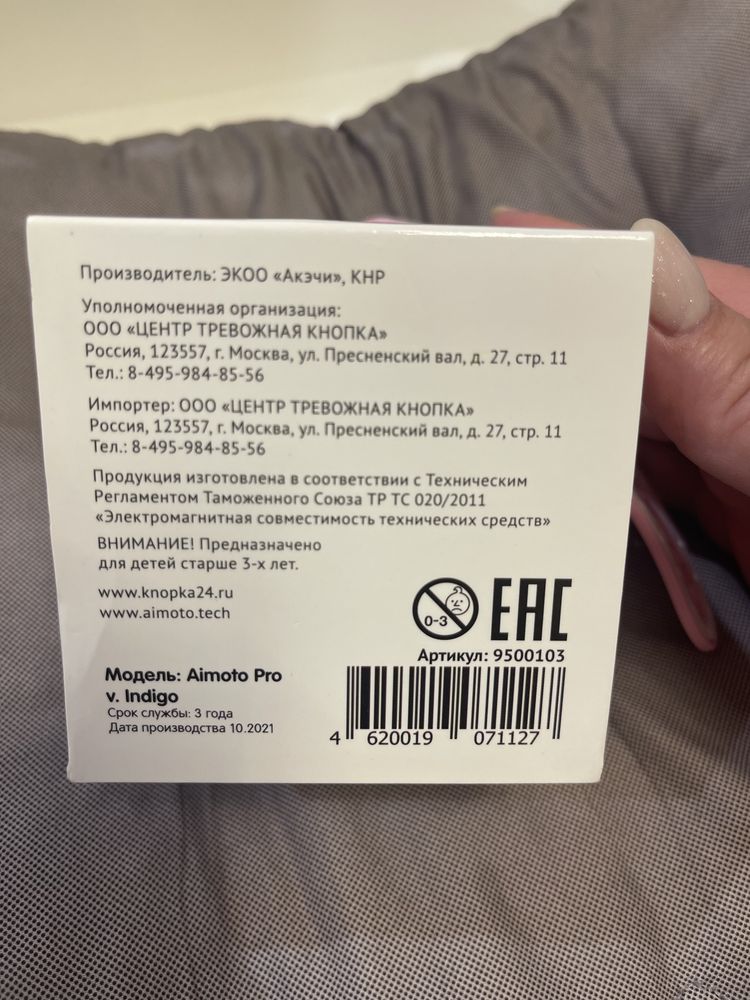 Производитель: ЭКОО «Акэчи», КНР
Уполномоченная организация:
ООО «ЦЕНТР ТРЕВОЖНАЯ КНОПКА»
Россия, 123557, г. Москва, ул. Пресненский вал, д. 27, стр. 11
Тел.: 8-495-984-85-56
Импортер: ООО «ЦЕНТР ТРЕВОЖНАЯ КНОПКА»
Россия, 123557, г. Москва, ул. Пресненский вал, д. 27, стр. 11
Тел.: 8-495-984-85-56
Продукция изготовлена в соответствии с Техническим
Регламентом Таможенного Союза ТР ТС 020/2011
«Электромагнитная совместимость технических средств»
ВНИМАНИЕ! Предназначено
для детей старше 3-х лет.
www.knopka24.ru
www.aimoto.tech
0-3
EAC
Артикул: 9500103
Модель: Aimoto Pro
v. Indigo
Срок службы: 3 года
Дата производства 10.2021
4 620019 071127